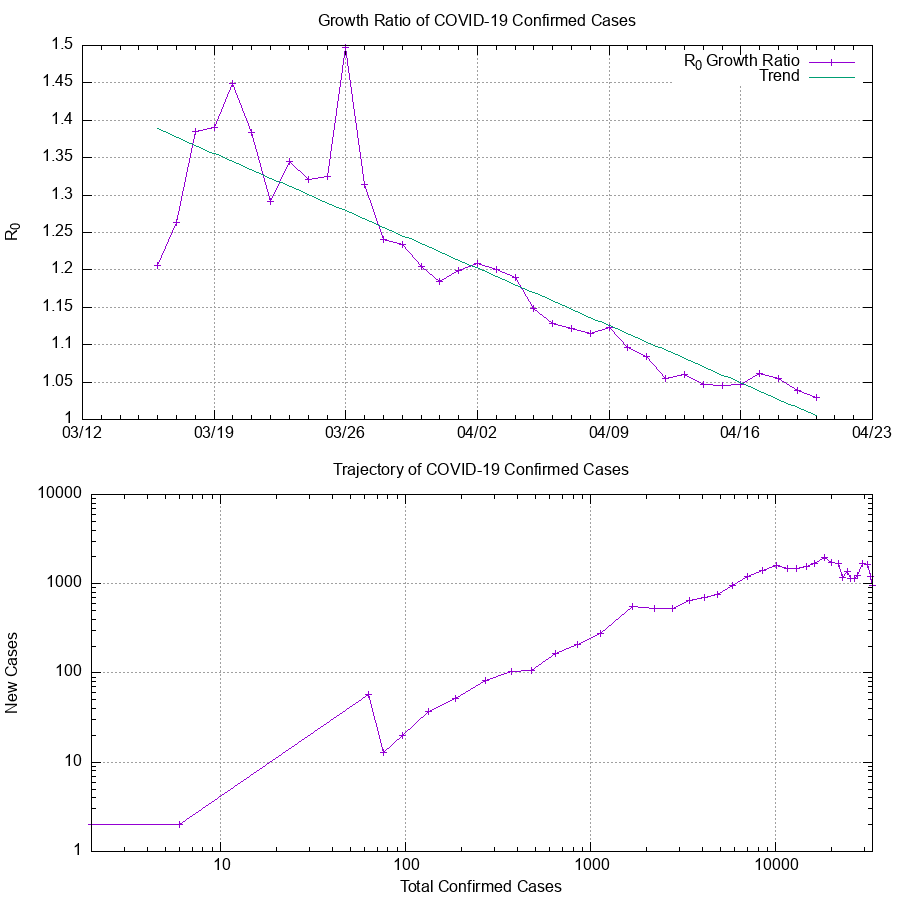 Growth Ratio of COVID-19 Confirmed Cases
R0 Growth Ratio
Trend
1.5
1.45
1.4
1.35
1.3
1.25
1.2
1.15
1.1
1.05
1
R0
03/12 03/19 03/26 04/02 04/09 04/16 04/23
Trajectory of COVID-19 Confirmed Cases
10000
1000
100
10
1
New Cases
10 100 1000 10000
Total Confirmed Cases